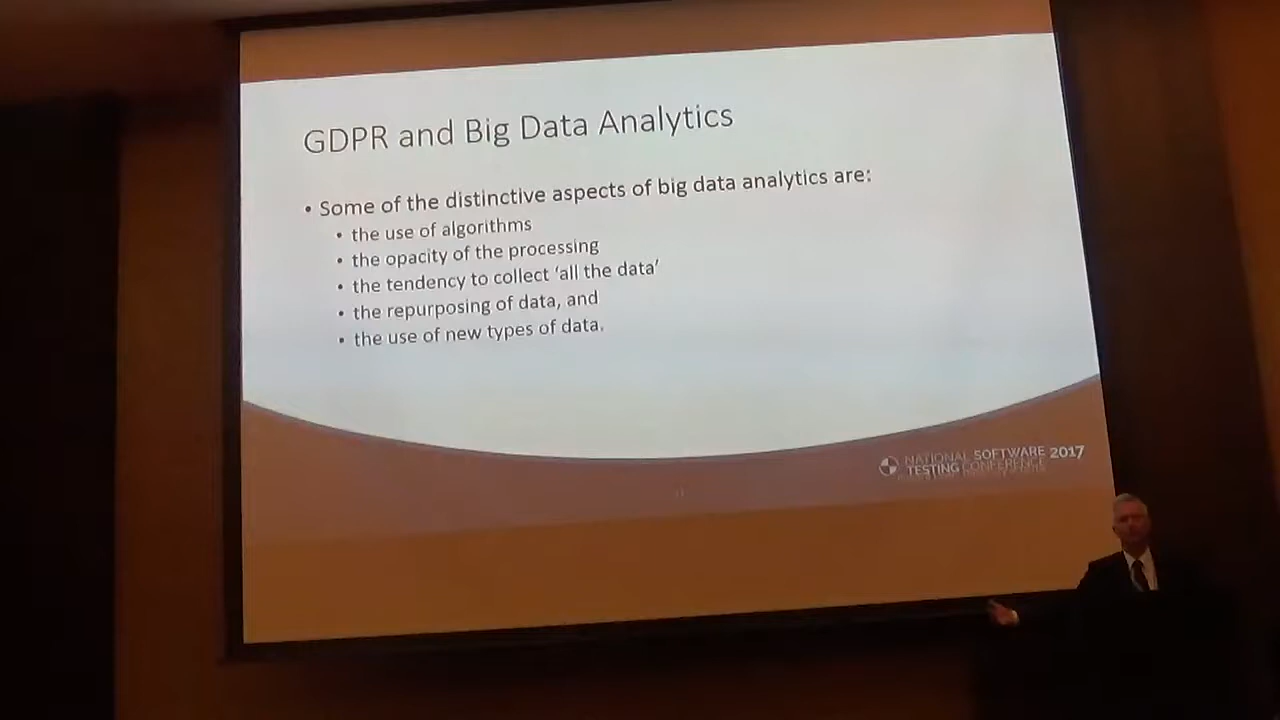 GDPR and Big Data Analytics
• Some of the distinctive aspects of big data analytics are:
• the use of algorithms
• the opacity of the processing
• the tendency to collect ‘all the data’
• the repurposing of data, and
• the use of new types of data.
NATIONAL SOFTWARE 2017
TESTING CONFERENCE